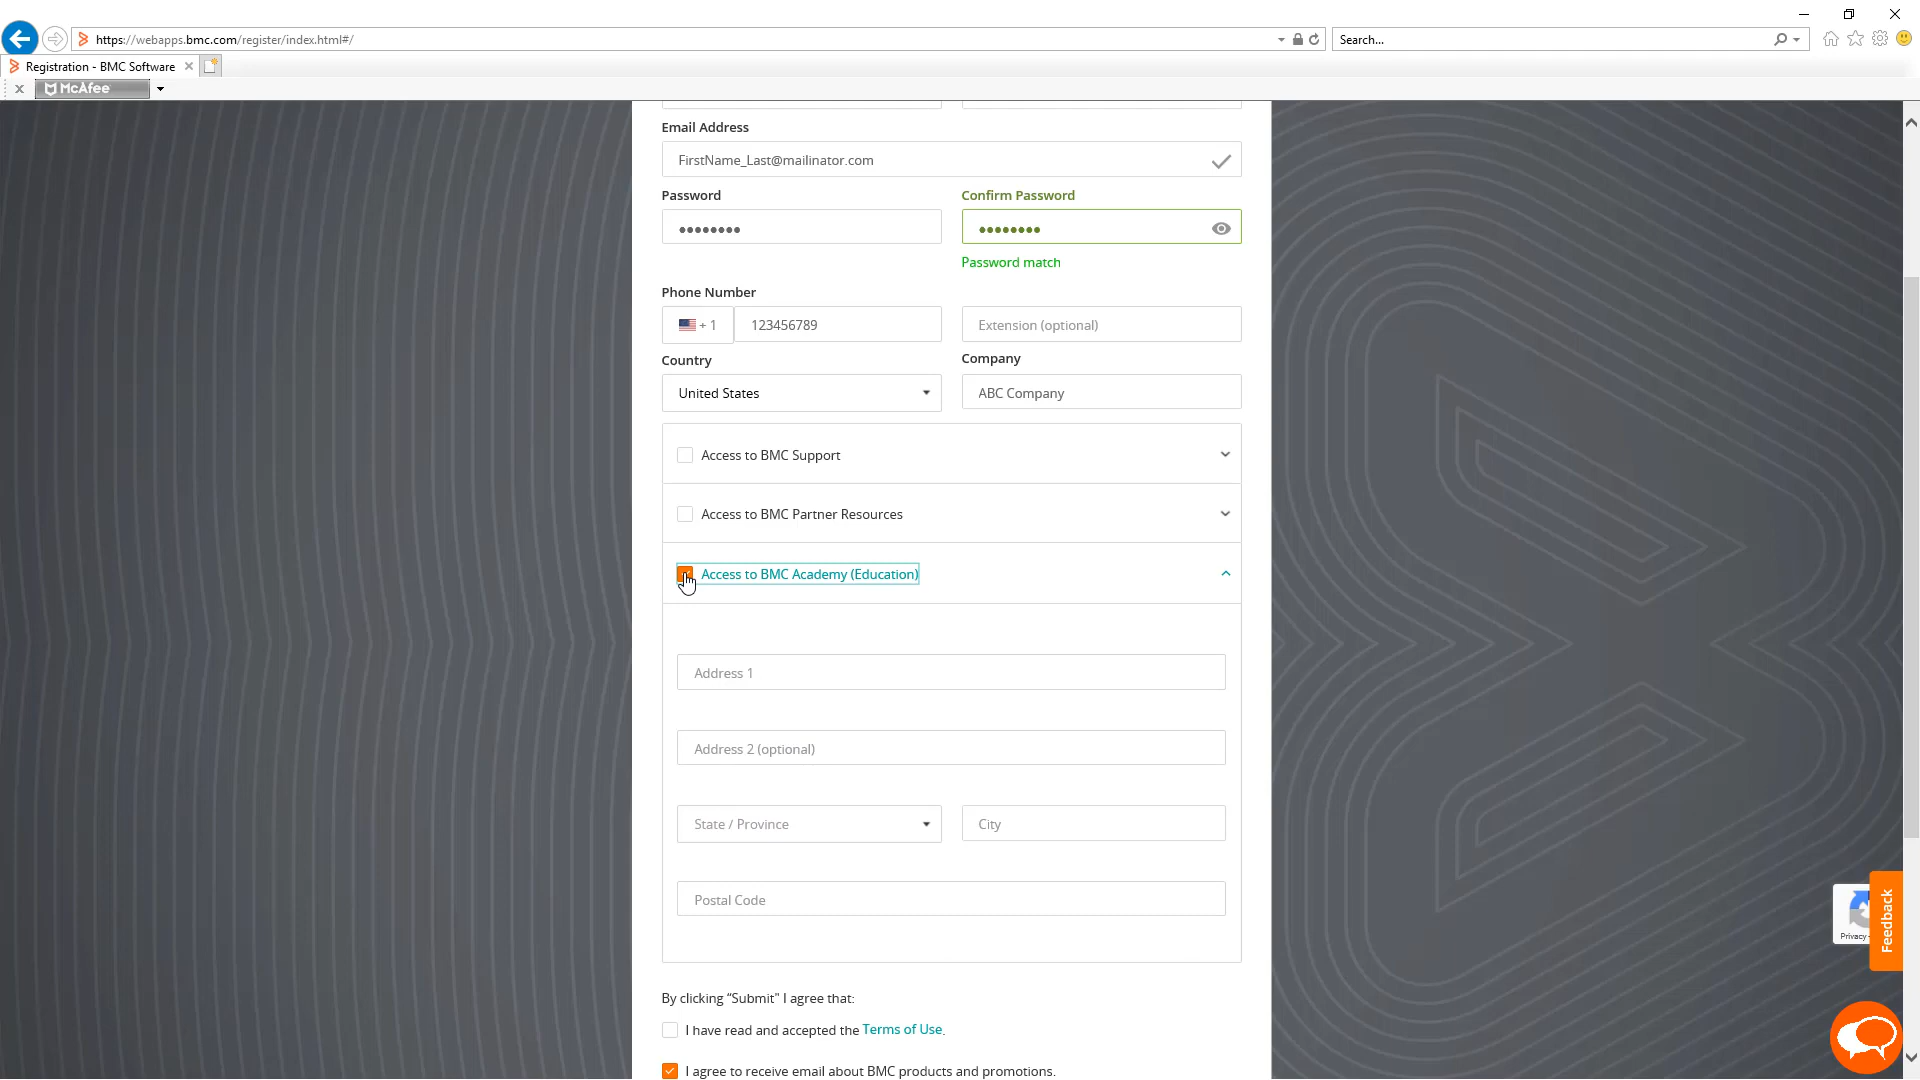 https://webapps.bmc.com/register/index.html#/
Search...
Registration - BMC Software
McAfee
Email Address
FirstName_Last@mailinator.com
Password
Confirm Password
Password match
Phone Number
+ 1
123456789
Extension (optional)
Country
Company
United States
ABC Company
Access to BMC Support
Access to BMC Partner Resources
Access to BMC Academy (Education)
Address 1
Address 2 (optional)
State / Province
City
Postal Code
Privacy -
Feedback
By clicking “Submit" I agree that:
I have read and accepted the Terms of Use.
I agree to receive email about BMC products and promotions.